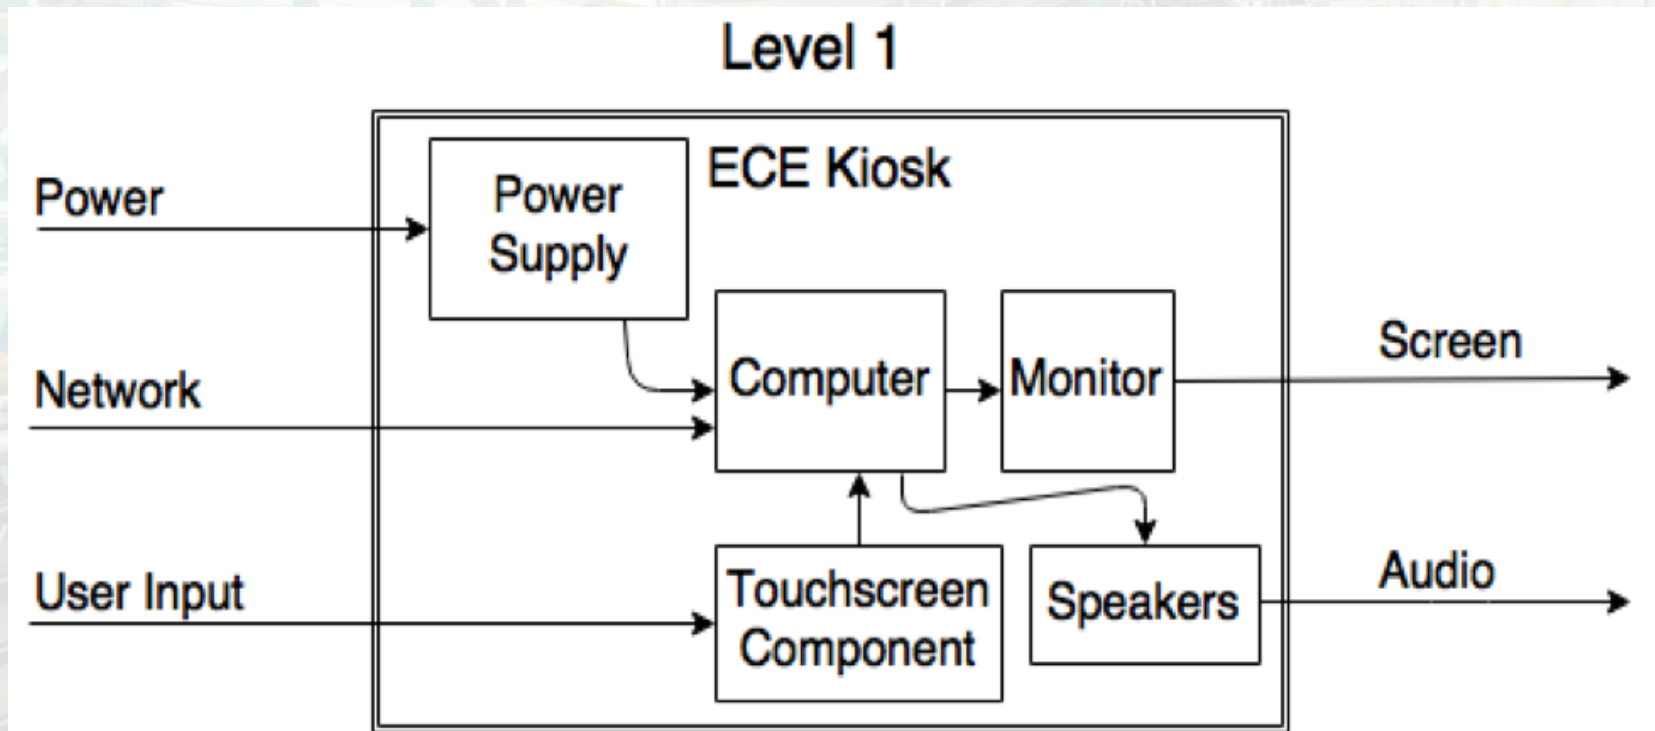 Level 1
ECE Kiosk
Power
Power
Supply
Network
Computer
Monitor
Screen
User Input
Touchscreen
Component
Speakers
Audio